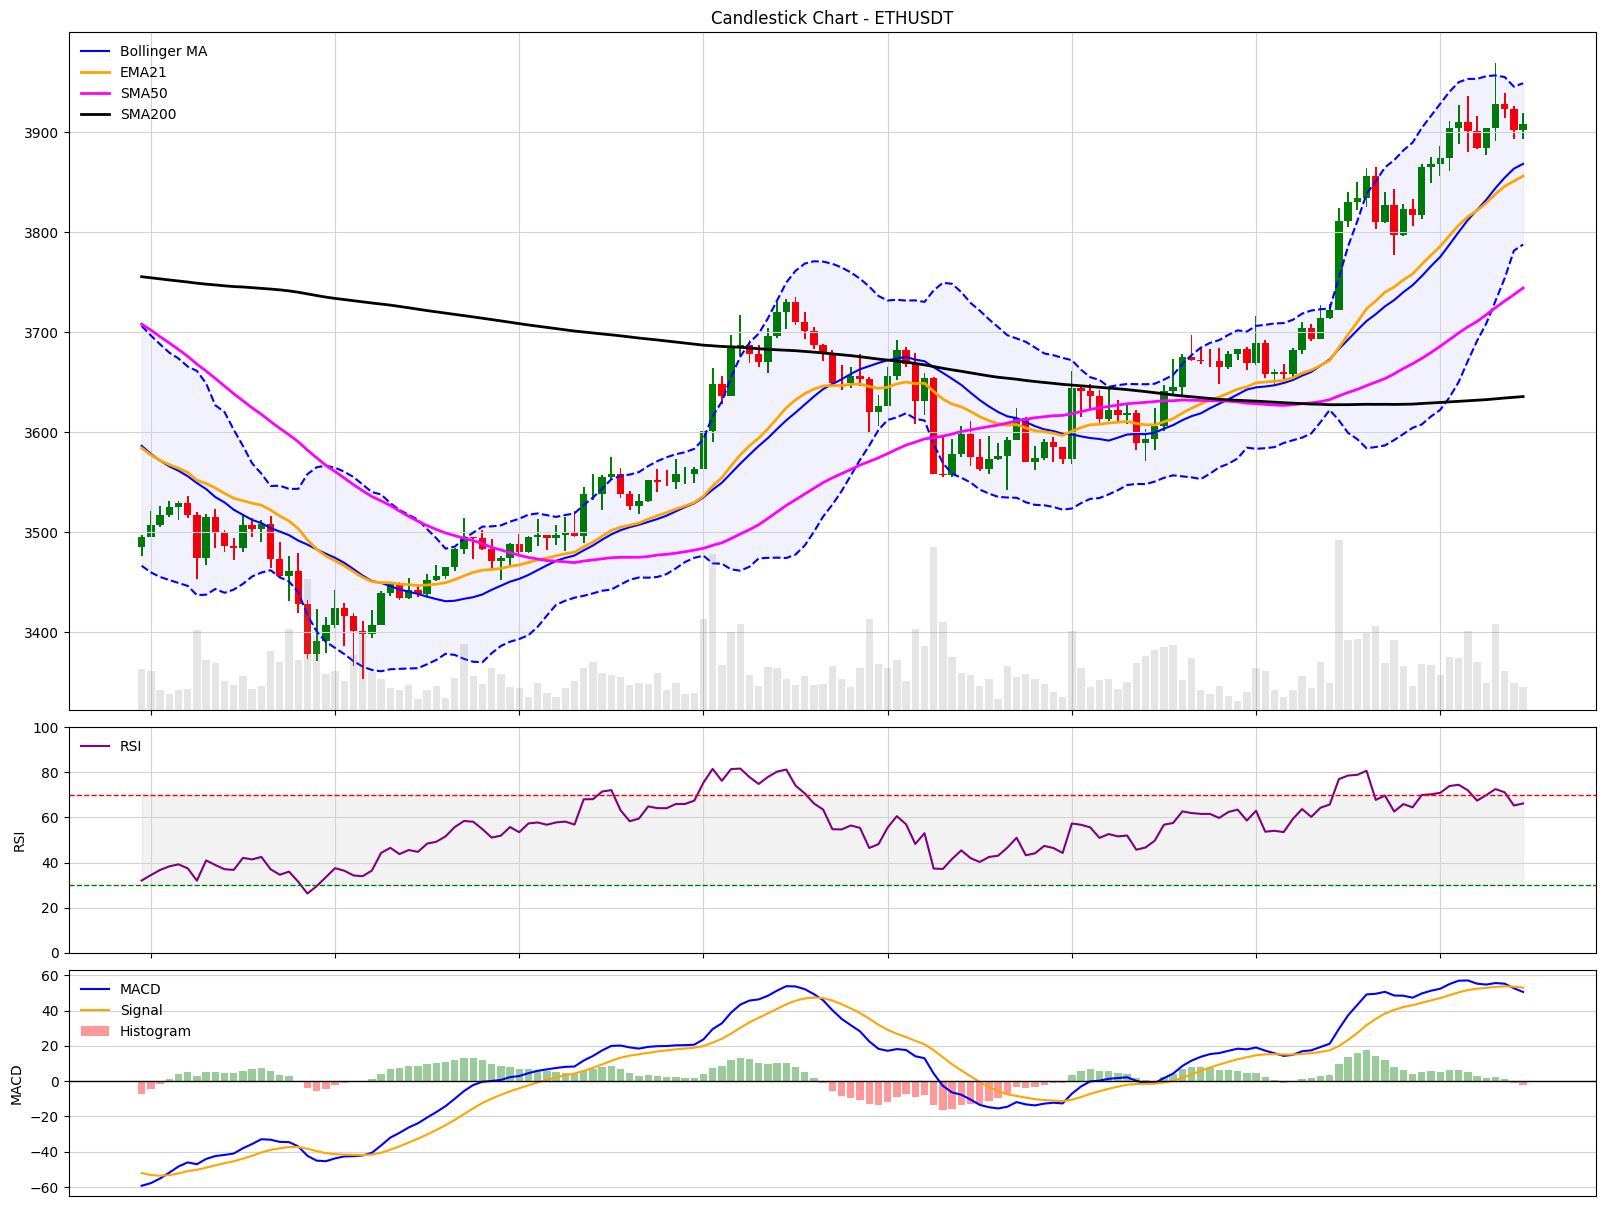 Candlestick Chart - ETHUSDT
Bollinger MA
EMA21
SMA50
SMA200
3900
3800
3700
3600
3500
3400
100
80
60
40
20
0
RSI
RSI
60
40
20
0
−20
−40
−60
MACD
MACD
Signal
Histogram